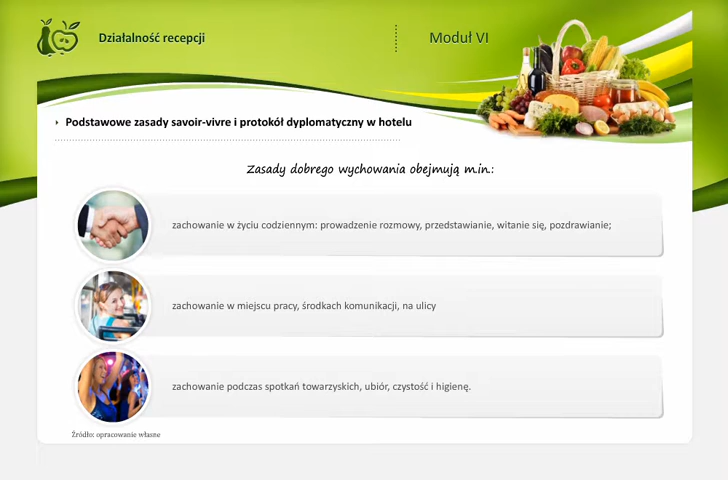 Działalność recepcji
Moduł VI
Podstawowe zasady savoir-vivre i protokół dyplomatyczny w hotelu
Zasady dobrego wychowania obejmują m.in.:
zachowanie w życiu codziennym: prowadzenie rozmowy, przedstawianie, witanie się, pozdrawianie;
zachowanie w miejscu pracy, środkach komunikacji, na ulicy
zachowanie podczas spotkań towarzyskich, ubiór, czystość i higienę.
Źródło: opracowanie własne